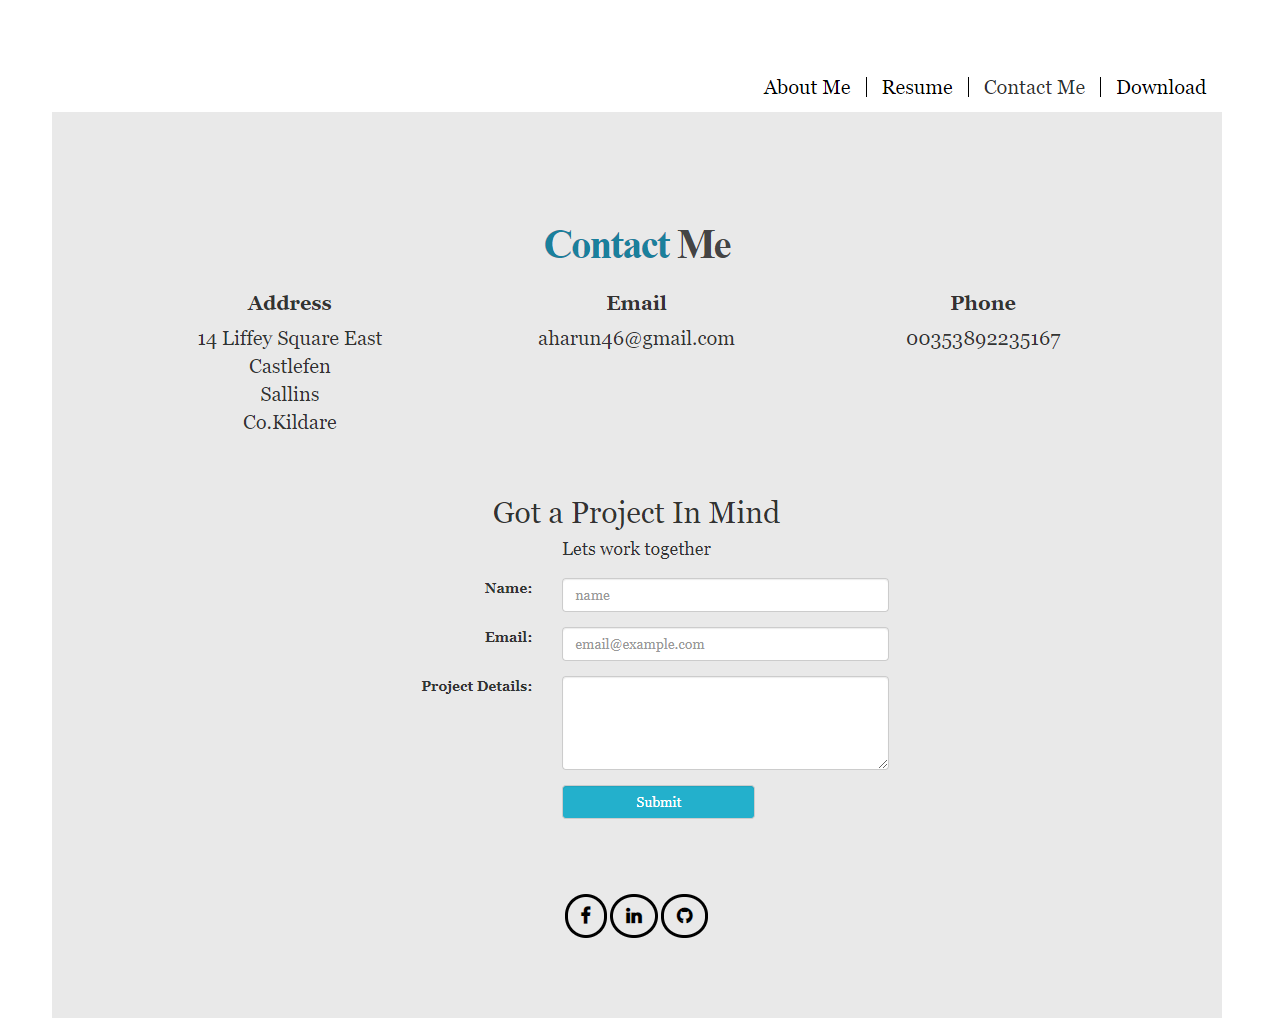 About Me Resume Contact Me Download
Contact Me
Address Email Phone
14 Liffey Square East aharun46@gmail.com 00353892235167
Castlefen
Sallins
Co.Kildare
Got a Project In Mind
Lets work together
Name: name
Email: email@example.com
Project Details:
Submit